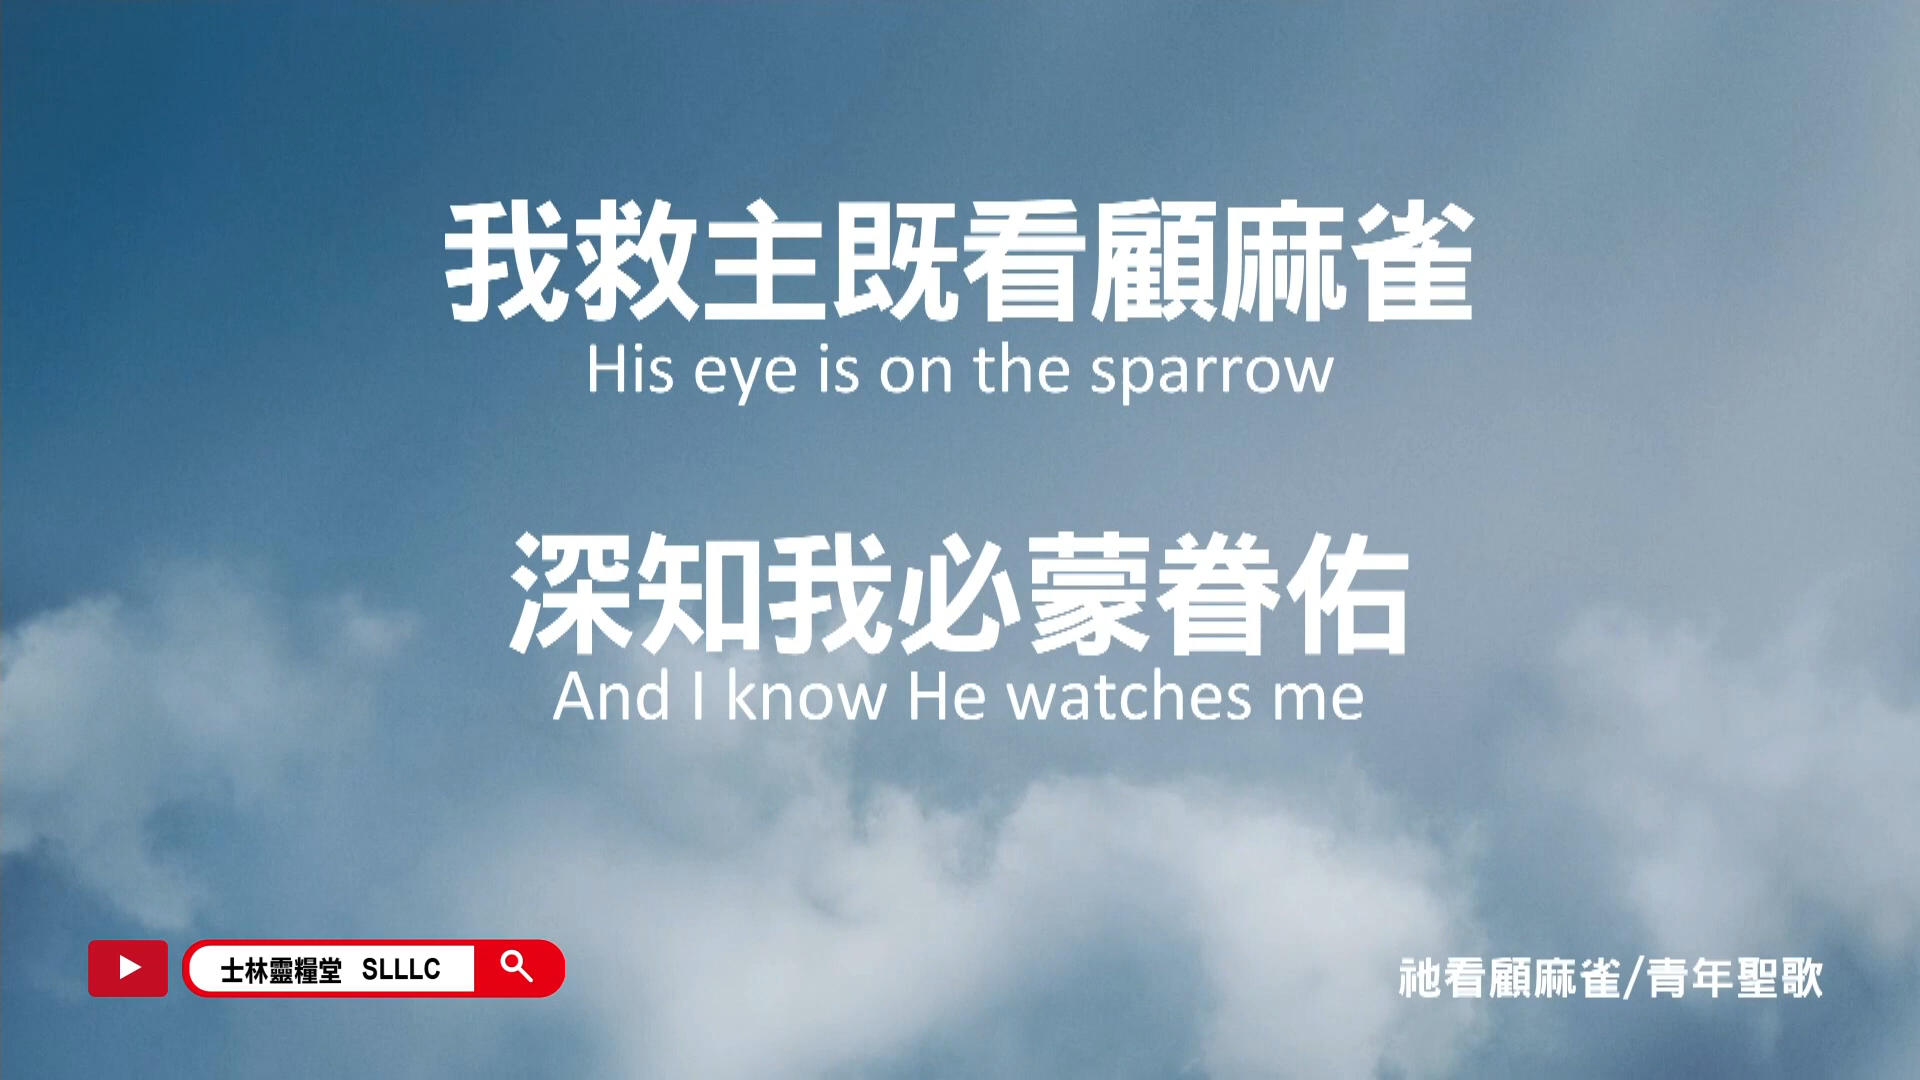 我救主既看顧麻雀
His eye is on the sparrow
深知我必蒙眷佑
And I know He watches me
士林靈糧堂 SLLLC
祂看顧麻雀/青年聖歌